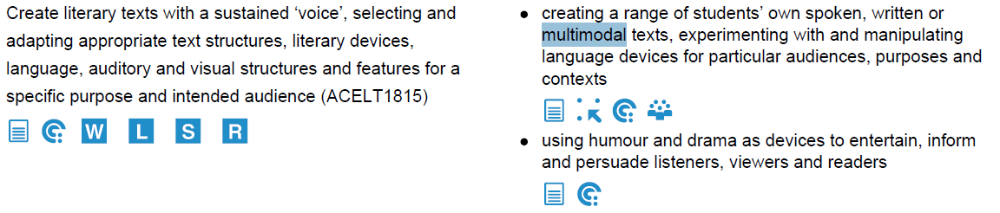 Create literary texts with a sustained ‘voice’, selecting and
adapting appropriate text structures, literary devices,
language, auditory and visual structures and features for a
specific purpose and intended audience (ACELT1815)
W L S R
● creating a range of students’ own spoken, written or
multimodal texts, experimenting with and manipulating
language devices for particular audiences, purposes and
contexts
● using humour and drama as devices to entertain, inform
and persuade listeners, viewers and readers